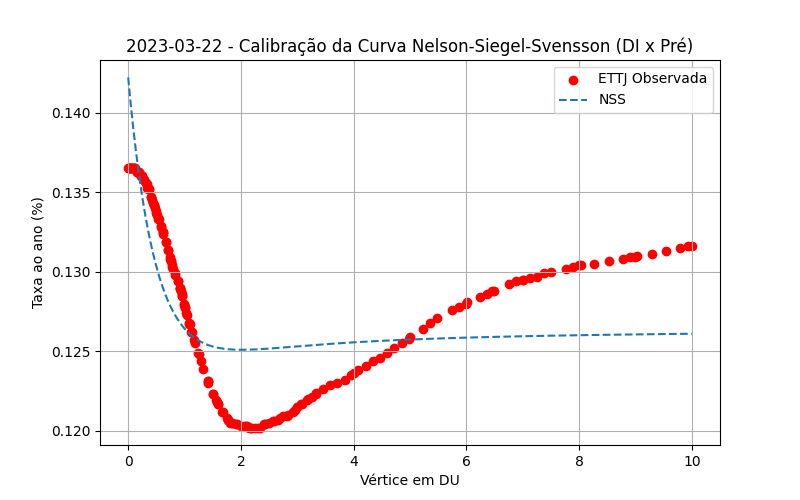 2023-03-22 - Calibração da Curva Nelson-Siegel-Svensson (DI x Pré)
ETTJ Observada
NSS
0.140
0.135
0.130
0.125
0.120
Taxa ao ano (%)
0 2 4 6 8 10
Vértice em DU